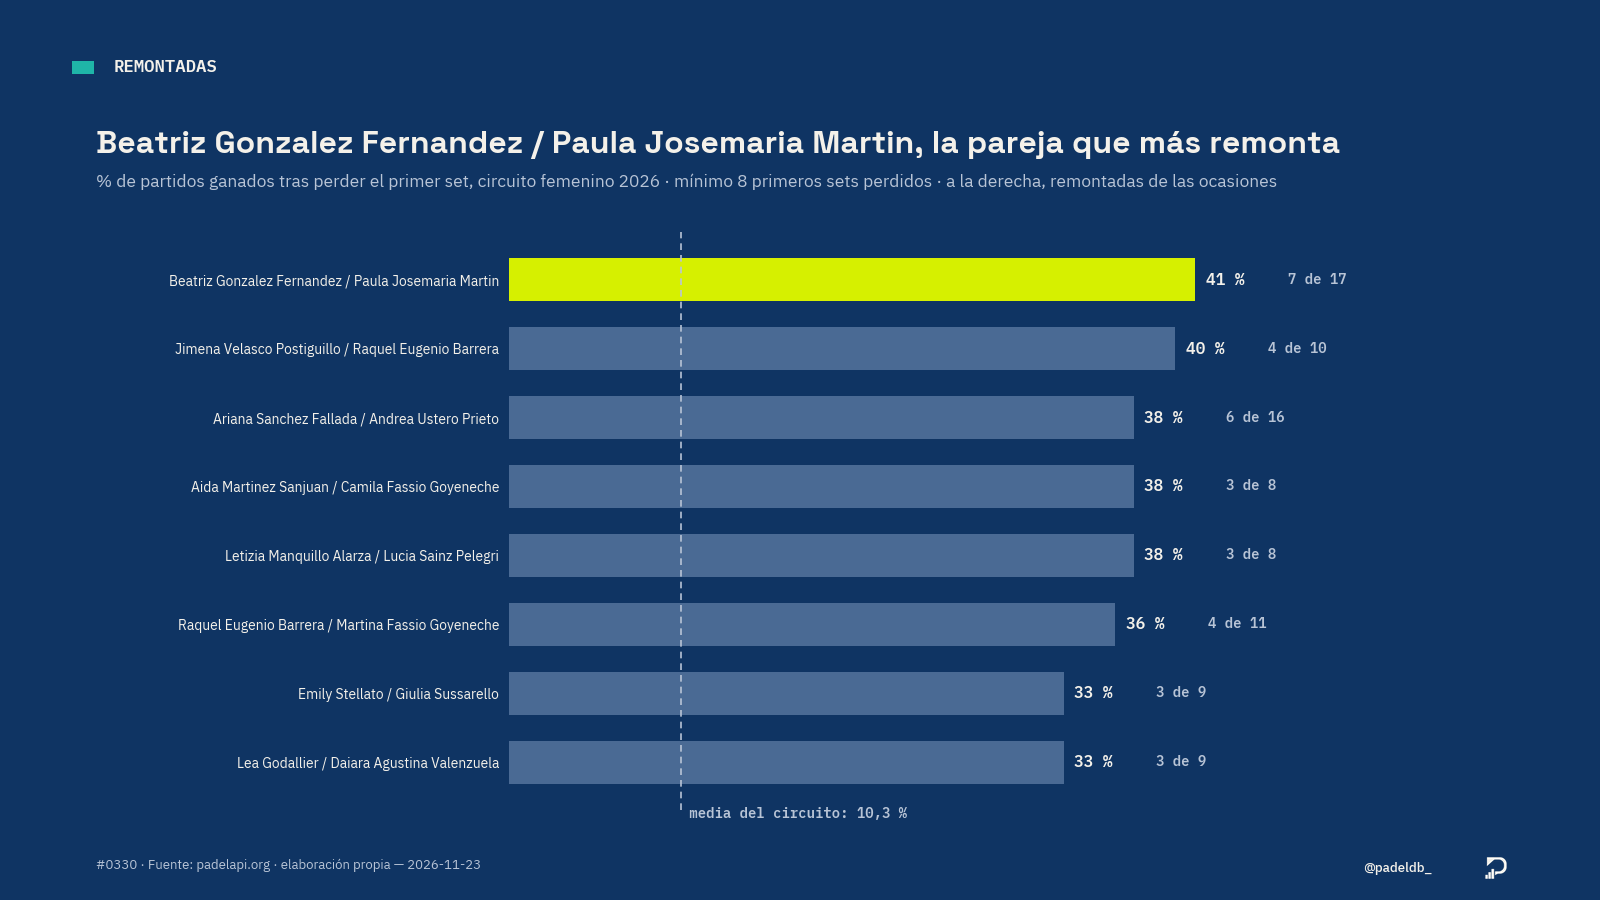 REMONTADAS
Beatriz Gonzalez Fernandez / Paula Josemaria Martin, la pareja que más remonta
% de partidos ganados tras perder el primer set, circuito femenino 2026 · mínimo 8 primeros sets perdidos · a la derecha, remontadas de las ocasiones
Beatriz Gonzalez Fernandez / Paula Josemaria Martin 41 % 7 de 17
Jimena Velasco Postiguillo / Raquel Eugenio Barrera 40 % 4 de 10
Ariana Sanchez Fallada / Andrea Ustero Prieto 38 % 6 de 16
Aida Martinez Sanjuan / Camila Fassio Goyeneche 38 % 3 de 8
Letizia Manquillo Alarza / Lucia Sainz Pelegri 38 % 3 de 8
Raquel Eugenio Barrera / Martina Fassio Goyeneche 36 % 4 de 11
Emily Stellato / Giulia Sussarello 33 % 3 de 9
Lea Godallier / Daiara Agustina Valenzuela 33 % 3 de 9
media del circuito: 10,3 %
#0330 · Fuente: padelapi.org · elaboración propia — 2026-11-23
@padeldb_